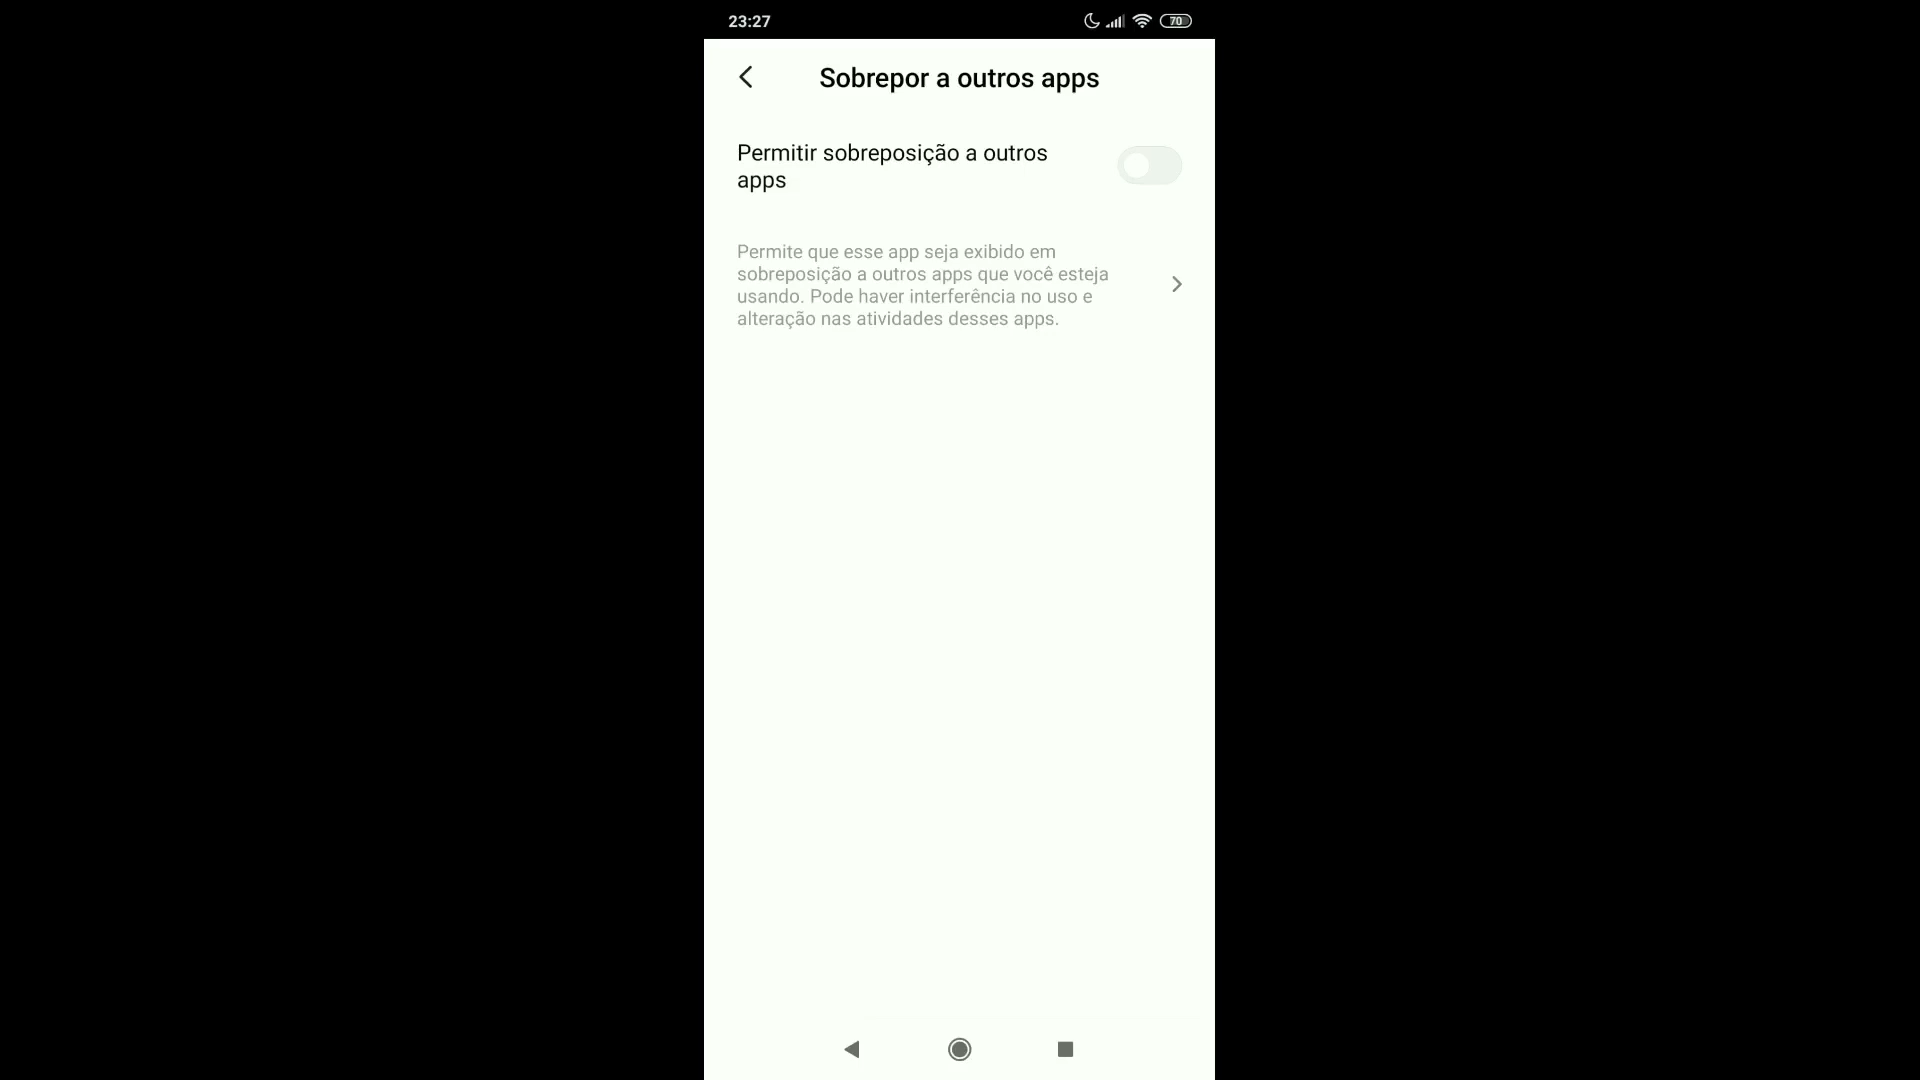 23:27
70
Sobrepor a outros apps
Permitir sobreposição a outros
apps
Permite que esse app seja exibido em
sobreposição a outros apps que você esteja
usando. Pode haver interferência no uso e
alteração nas atividades desses apps.